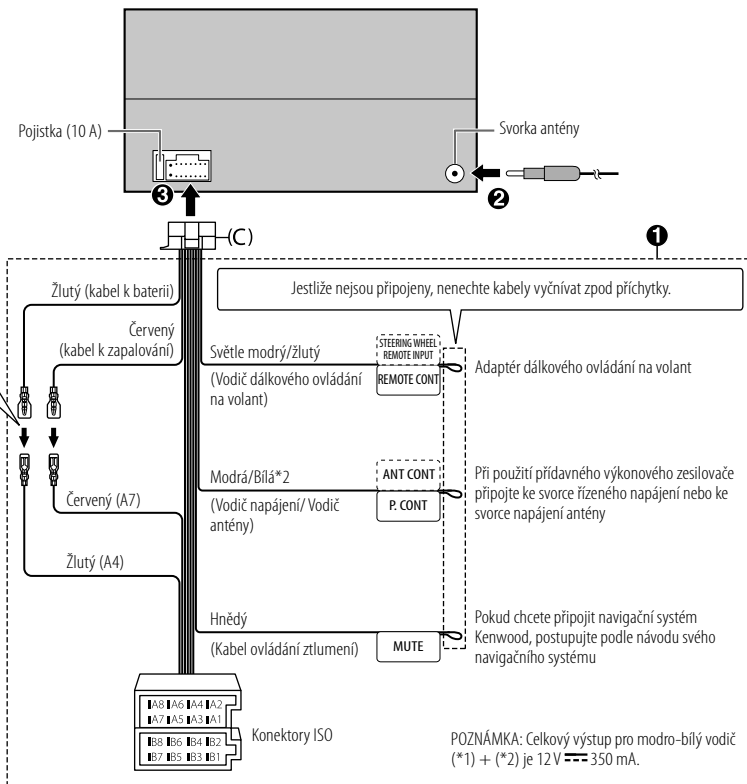 Pojistka (10 A)
Svorka antény
❸
❷
(C)
❶
Žlutý (kabel k baterii)
Jestliže nejsou připojeny, nenechte kabely vyčnívat zpod příchytky.
Červený
(kabel k zapalování)
Světle modrý/žlutý
(Vodič dálkového ovládání
na volant)
STEERING WHEEL
REMOTE INPUT
REMOTE CONT
Adaptér dálkového ovládání na volant
Modrá/Bílá*2
(Vodič napájení/ Vodič
antény)
ANT CONT
P. CONT
Při použití přídavného výkonového zesilovače
připojte ke svorce řízeného napájení nebo ke
svorce napájení antény
Červený (A7)
Žlutý (A4)
Hnědý
(Kabel ovládání ztlumení)
MUTE
Pokud chcete připojit navigační systém
Kenwood, postupujte podle návodu svého
navigačního systému
A8 A6 A4 A2
A7 A5 A3 A1
B8 B6 B4 B2
B7 B5 B3 B1
Konektory ISO
POZNÁMKA: Celkový výstup pro modro-bílý vodič
(*1) + (*2) je 12 V ⎓ 350 mA.